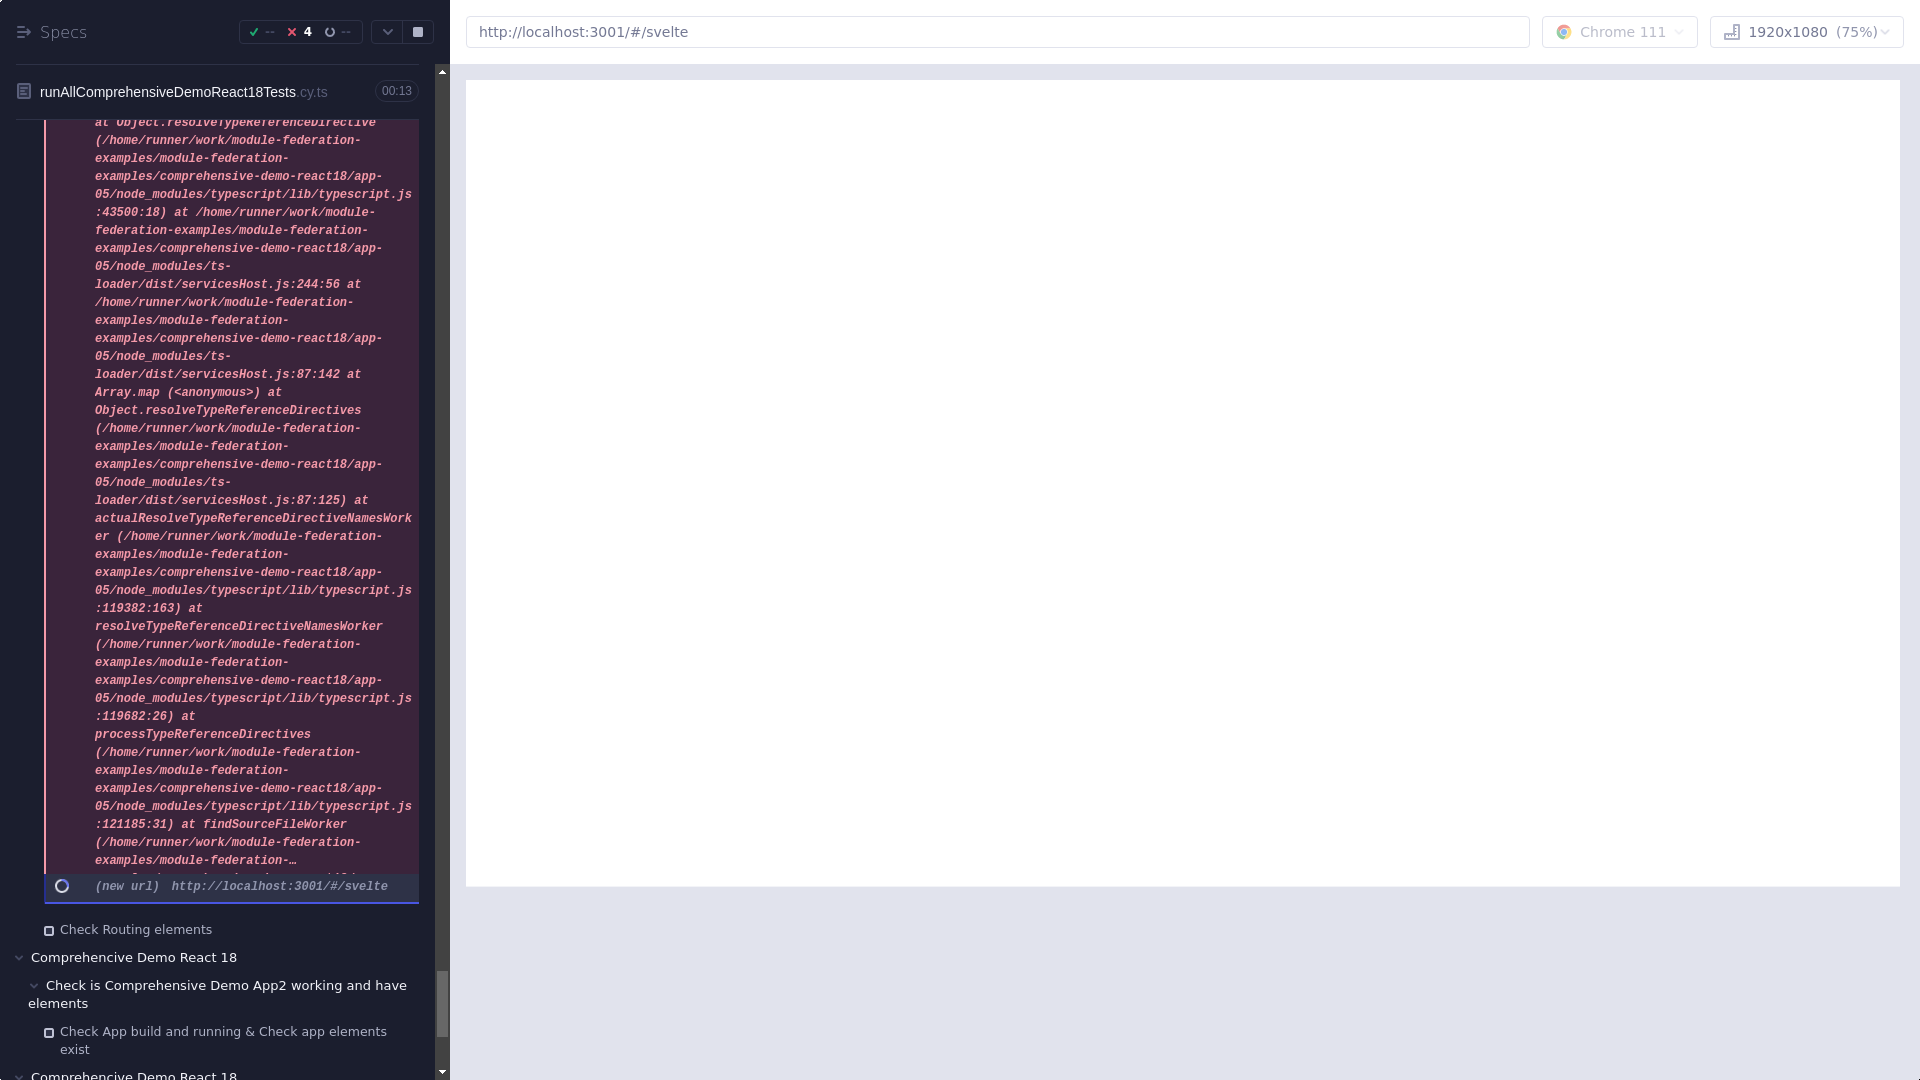 Specs
-- 4 --
http://localhost:3001/#/svelte
Chrome 111
1920x1080 (75%)
runAllComprehensiveDemoReact18Tests.cy.ts
00:13
at Object.resolveTypeReferenceDirective
(/home/runner/work/module-federation-
examples/module-federation-
examples/comprehensive-demo-react18/app-
05/node_modules/typescript/lib/typescript.js
:43500:18) at /home/runner/work/module-
federation-examples/module-federation-
examples/comprehensive-demo-react18/app-
05/node_modules/ts-
loader/dist/servicesHost.js:244:56 at
/home/runner/work/module-federation-
examples/module-federation-
examples/comprehensive-demo-react18/app-
05/node_modules/ts-
loader/dist/servicesHost.js:87:142 at
Array.map (<anonymous>) at
Object.resolveTypeReferenceDirectives
(/home/runner/work/module-federation-
examples/module-federation-
examples/comprehensive-demo-react18/app-
05/node_modules/ts-
loader/dist/servicesHost.js:87:125) at
actualResolveTypeReferenceDirectiveNamesWork
er (/home/runner/work/module-federation-
examples/module-federation-
examples/comprehensive-demo-react18/app-
05/node_modules/typescript/lib/typescript.js
:119382:163) at
resolveTypeReferenceDirectiveNamesWorker
(/home/runner/work/module-federation-
examples/module-federation-
examples/comprehensive-demo-react18/app-
05/node_modules/typescript/lib/typescript.js
:119682:26) at
processTypeReferenceDirectives
(/home/runner/work/module-federation-
examples/module-federation-
examples/comprehensive-demo-react18/app-
05/node_modules/typescript/lib/typescript.js
:121185:31) at findSourceFileWorker
(/home/runner/work/module-federation-
examples/module-federation-…
(new url) http://localhost:3001/#/svelte
Check Routing elements
Comprehencive Demo React 18
Check is Comprehensive Demo App2 working and have
elements
Check App build and running & Check app elements
exist
Comprehencive Demo React 18